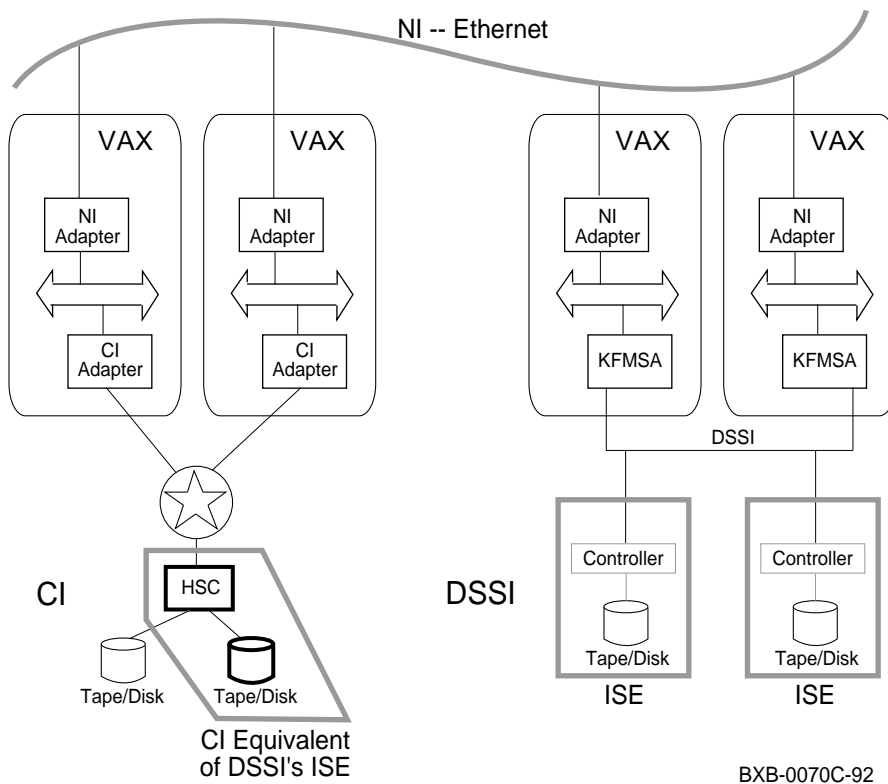 NI -- Ethernet
VAX
VAX
VAX
VAX
NI
Adapter
NI
Adapter
NI
Adapter
NI
Adapter
CI
Adapter
CI
Adapter
KFMSA
KFMSA
DSSI
CI
HSC
Tape/Disk
Tape/Disk
CI Equivalent
of DSSI's ISE
DSSI
Controller
Controller
Tape/Disk
Tape/Disk
ISE
ISE
BXB-0070C-92